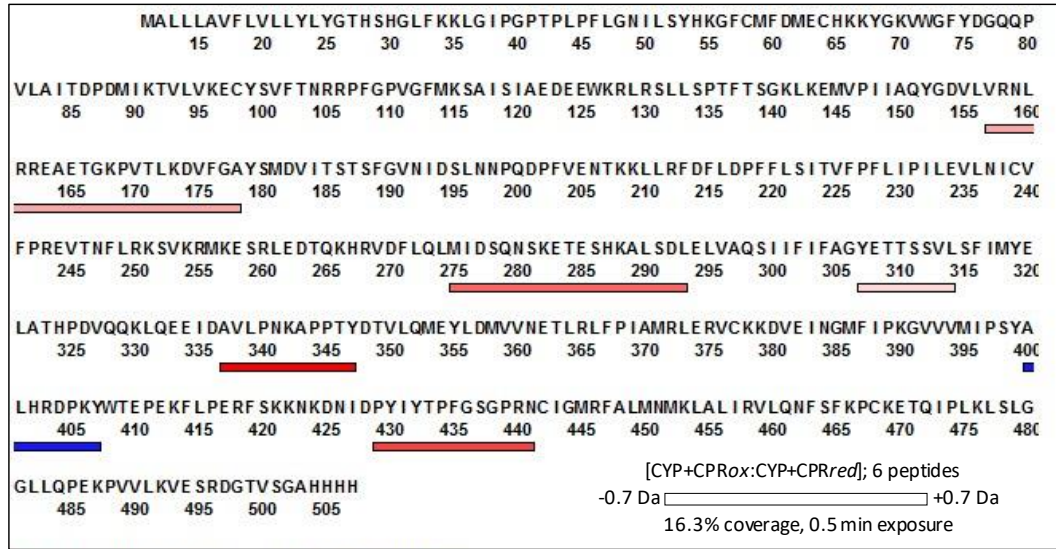 MALLLAVFLVLLYLYGTHSHGLFKKLGIPGPTPLPFLGNILSYHKGFCMFDMECHKKYGKVWGFYDGQQP
15 20 25 30 35 40 45 50 55 60 65 70 75 80
VLAITDPDMIKTVLVKECYSVFTNRRPFGPVGFMKSAISIAEDEEWKRLRSLLSPTFTSGKLKEMVPIIAQYGDVLVRNL
85 90 95 100 105 110 115 120 125 130 135 140 145 150 155 160
RREAETGKPVTLKDVFGAYSMDVITSTSFGVNIDSLNNPQDPFVENTKKLLRFDFLDPFFLSITVFPFLIPILEVLNICV
165 170 175 180 185 190 195 200 205 210 215 220 225 230 235 240
FPREVTNFLRKSVKRMKESRLEDTQKHRVDFLQLMIDSQNSKETESHKALSDLELVAQSIIFIFAGYETTSSVLSFIMYE
245 250 255 260 265 270 275 280 285 290 295 300 305 310 315 320
LATHPDVQQKLQEEIDAVLPNKAPPTYDTVLQMEYLDMVVNETLRLFPIAMRLERVCKKDVEINGMFIPKGVVVMIPSYA
325 330 335 340 345 350 355 360 365 370 375 380 385 390 395 400
LHRDPKYWTEPEKFLPERFSKKNKDNIDPYIYTPFGSGPRNCIGMRFALMNMKLALIRVLQNFSFKPCKETQIPLKLSLG
405 410 415 420 425 430 435 440 445 450 455 460 465 470 475 480
GLLQPEKPVVLKVESRDGTVSGAHHHH
485 490 495 500 505
[CYP+CPRox:CYP+CPRred]; 6 peptides
-0.7 Da +0.7 Da
16.3% coverage, 0.5 min exposure